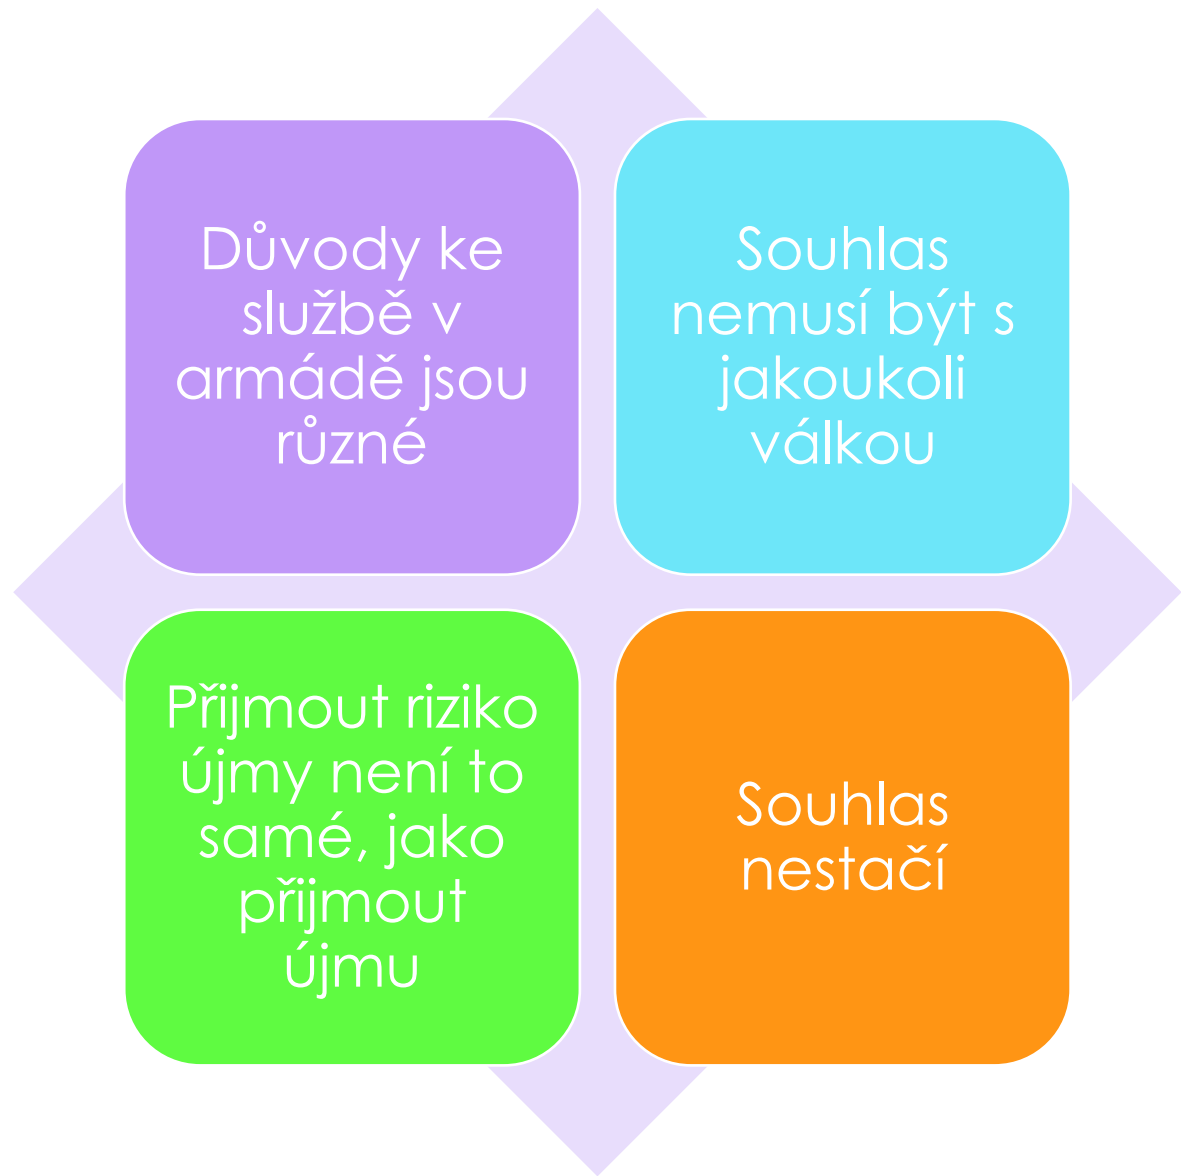 Důvody ke
službě v
armádě jsou
různé
Souhlas
nemusí být s
jakoukoli
válkou
Přijmout riziko
újmy není to
samé, jako
přijmout
újmu
Souhlas
nestačí